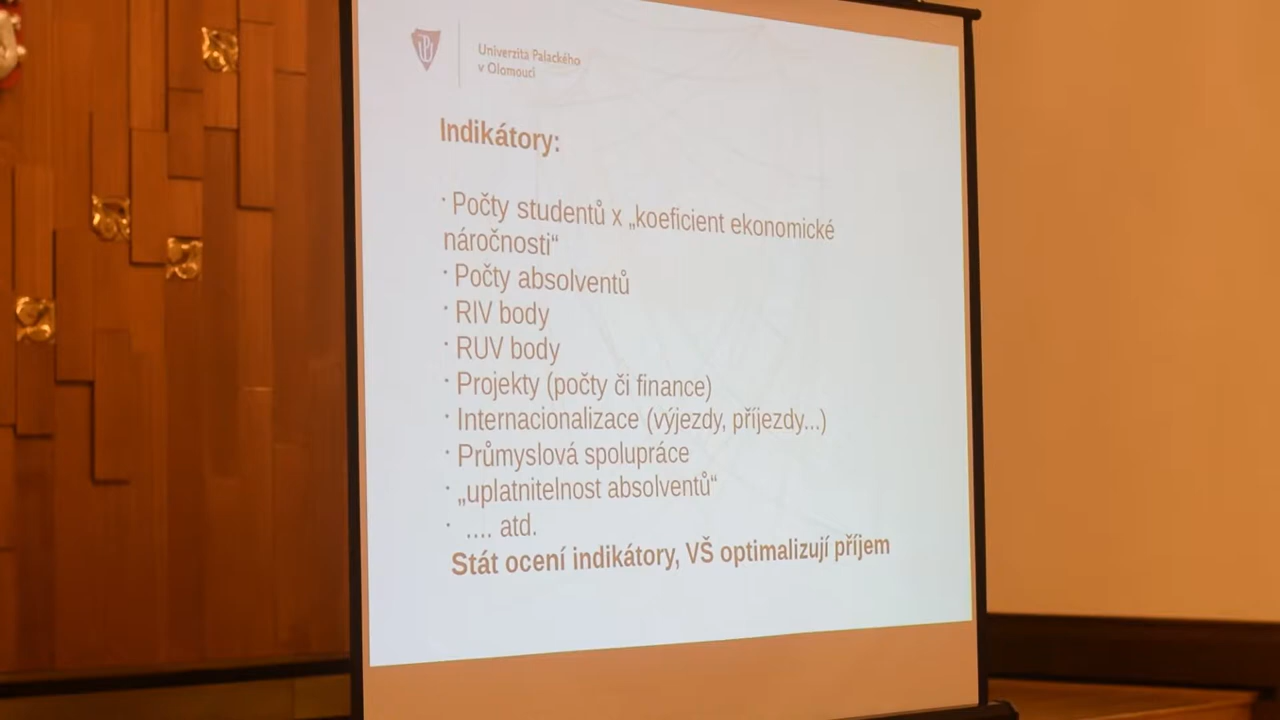 Univerzita Palackého
v Olomouci
Indikátory:
· Počty studentů x „koeficient ekonomické
náročnosti“
· Počty absolventů
· RIV body
· RUV body
· Projekty (počty či finance)
· Internacionalizace (výjezdy, příjezdy...)
· Průmyslová spolupráce
· „uplatnitelnost absolventů“
· .... atd.
Stát ocení indikátory, VŠ optimalizují příjem